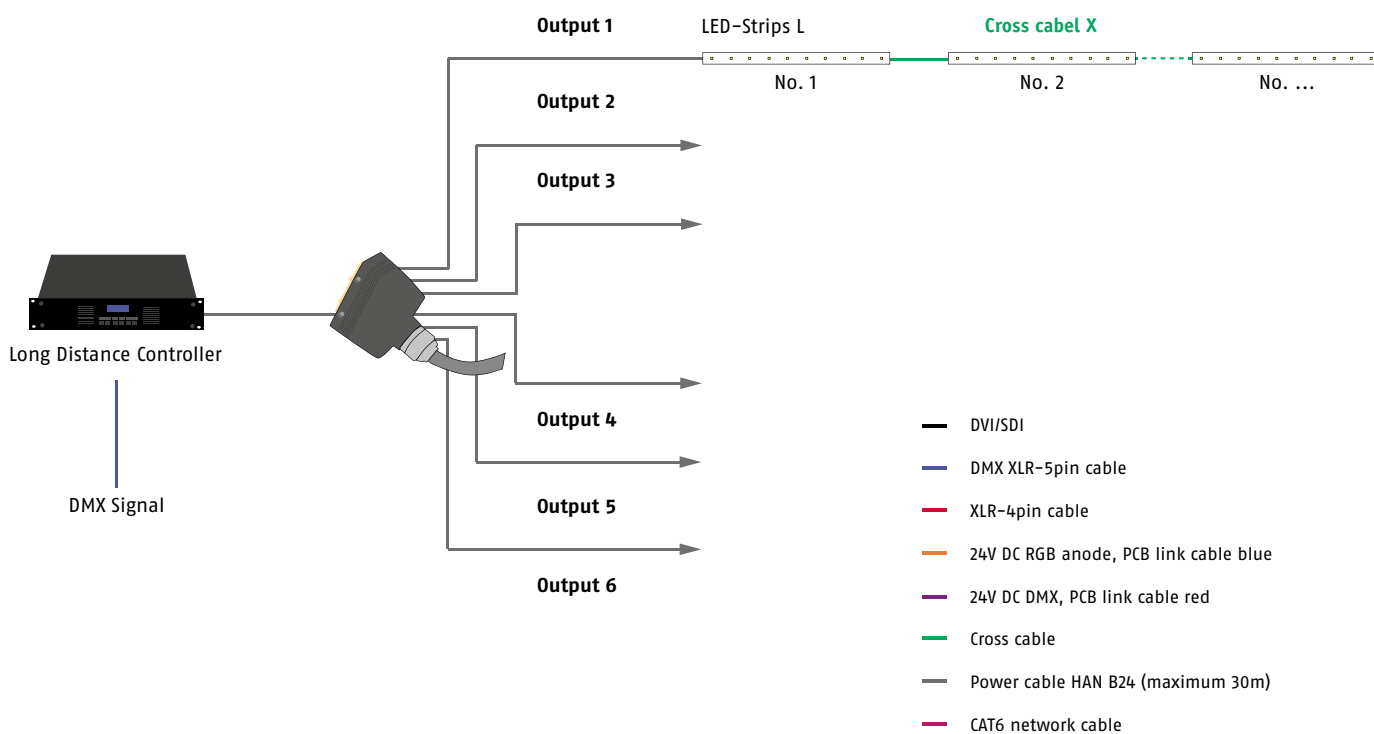 Output 1
LED-Strips L
Cross cabel X
No. 1
No. 2
No. ...
Output 2
Output 3
Long Distance Controller
DMX Signal
Output 4
Output 5
Output 6
DVI/SDI
DMX XLR-5pin cable
XLR-4pin cable
24V DC RGB anode, PCB link cable blue
24V DC DMX, PCB link cable red
Cross cable
Power cable HAN B24 (maximum 30m)
CAT6 network cable